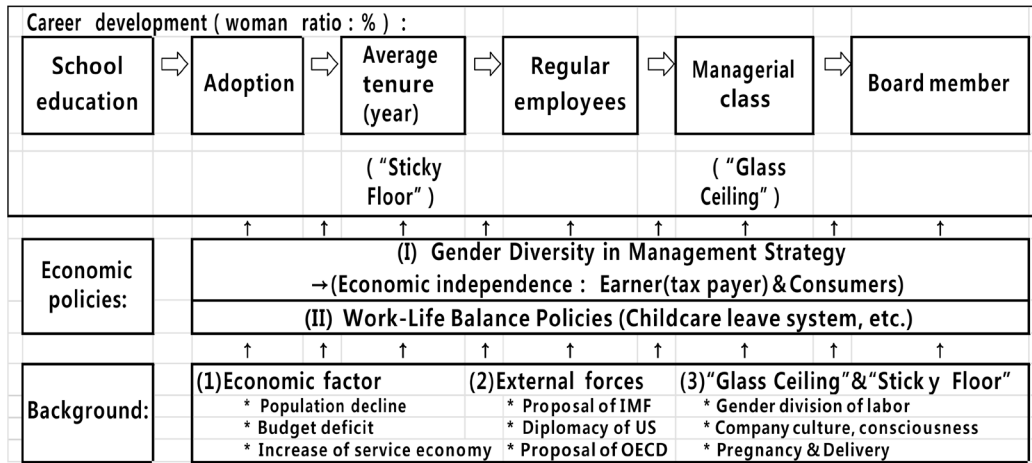 Career development ( woman ratio : % ) :
School education
⇨
Adoption
⇨
Average tenure (year)
⇨
Regular employees
⇨
Managerial class
⇨
Board member
( “Sticky Floor” )
( “Glass Ceiling” )
↑ ↑ ↑ ↑ ↑ ↑ ↑ ↑ ↑
Economic policies:
(I) Gender Diversity in Management Strategy
→(Economic independence : Earner(tax payer) & Consumers)
(II) Work-Life Balance Policies (Childcare leave system, etc.)
↑ ↑ ↑ ↑ ↑ ↑ ↑ ↑ ↑
Background:
(1)Economic factor
* Population decline
* Budget deficit
* Increase of service economy
(2)External forces
* Proposal of IMF
* Diplomacy of US
* Proposal of OECD
(3)“Glass Ceiling”&“Sticky Floor”
* Gender division of labor
* Company culture, consciousness
* Pregnancy & Delivery